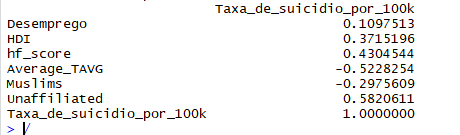 Taxa_de_suicidio_por_100k
Desemprego 0.1097513
HDI 0.3715196
hf_score 0.4304544
Average_TAVG -0.5228254
Muslims -0.2975609
Unaffiliated 0.5820611
Taxa_de_suicidio_por_100k 1.0000000
> /